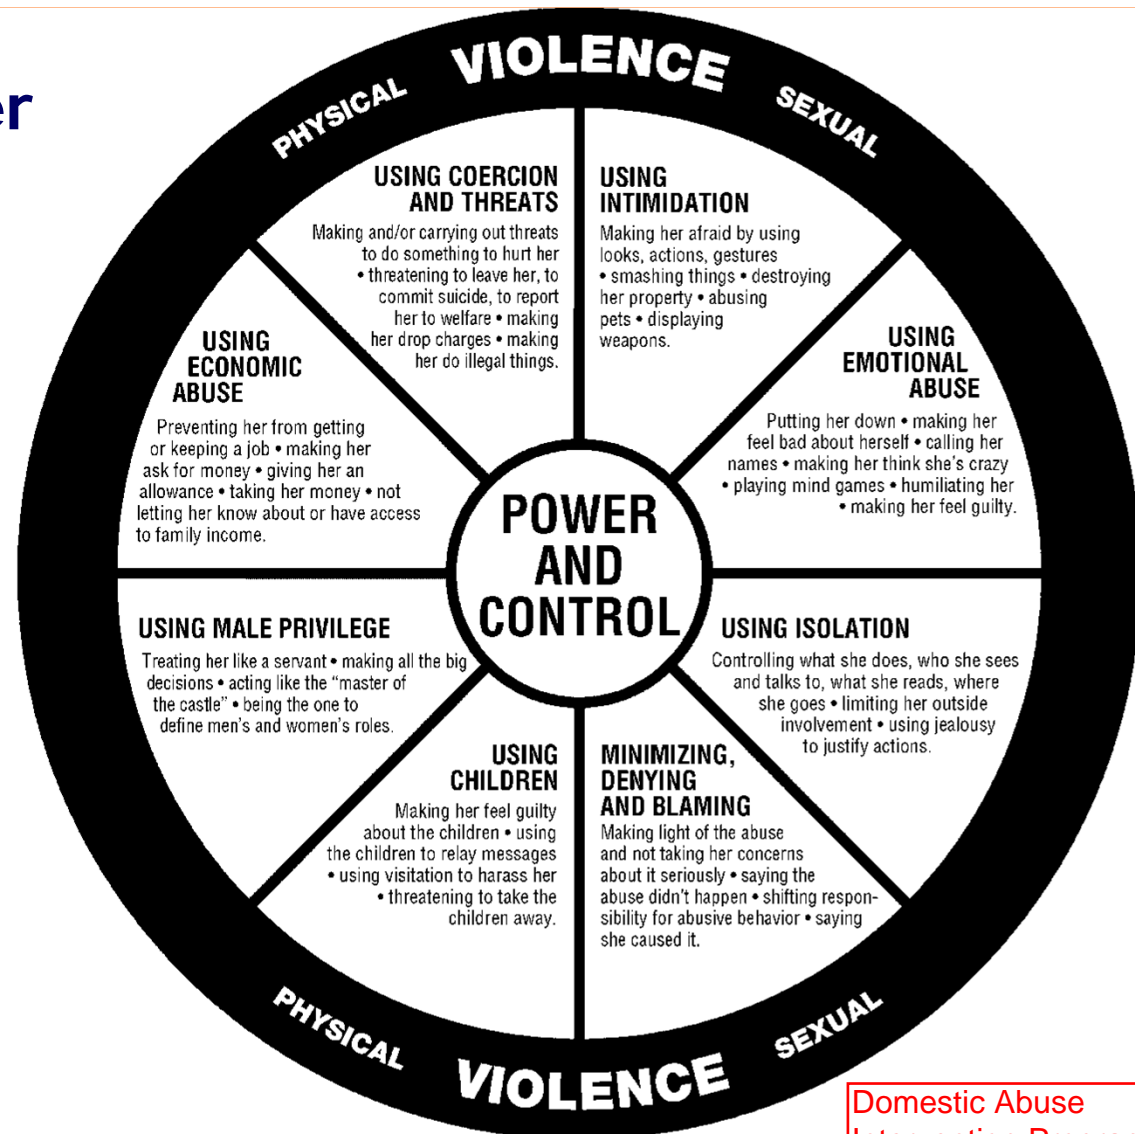 er
PHYSICAL VIOLENCE SEXUAL
USING COERCION
AND THREATS
Making and/or carrying out threats
to do something to hurt her
• threatening to leave her, to
commit suicide, to report
her to welfare • making
her drop charges • making
her do illegal things.
USING
INTIMIDATION
Making her afraid by using
looks, actions, gestures
• smashing things • destroying
her property • abusing
pets • displaying
weapons.
USING
ECONOMIC
ABUSE
Preventing her from getting
or keeping a job • making her
ask for money • giving her an
allowance • taking her money • not
letting her know about or have access
to family income.
USING
EMOTIONAL
ABUSE
Putting her down • making her
feel bad about herself • calling her
names • making her think she's crazy
• playing mind games • humiliating her
• making her feel guilty.
POWER
AND
CONTROL
USING MALE PRIVILEGE
Treating her like a servant • making all the big
decisions • acting like the “master of
the castle” • being the one to
define men's and women's roles.
USING ISOLATION
Controlling what she does, who she sees
and talks to, what she reads, where
she goes • limiting her outside
involvement • using jealousy
to justify actions.
USING
CHILDREN
Making her feel guilty
about the children • using
the children to relay messages
• using visitation to harass her
• threatening to take the
children away.
MINIMIZING,
DENYING
AND BLAMING
Making light of the abuse
and not taking her concerns
about it seriously • saying the
abuse didn't happen • shifting respon-
sibility for abusive behavior • saying
she caused it.
PHYSICAL VIOLENCE SEXUAL
Domestic Abuse
Intervention